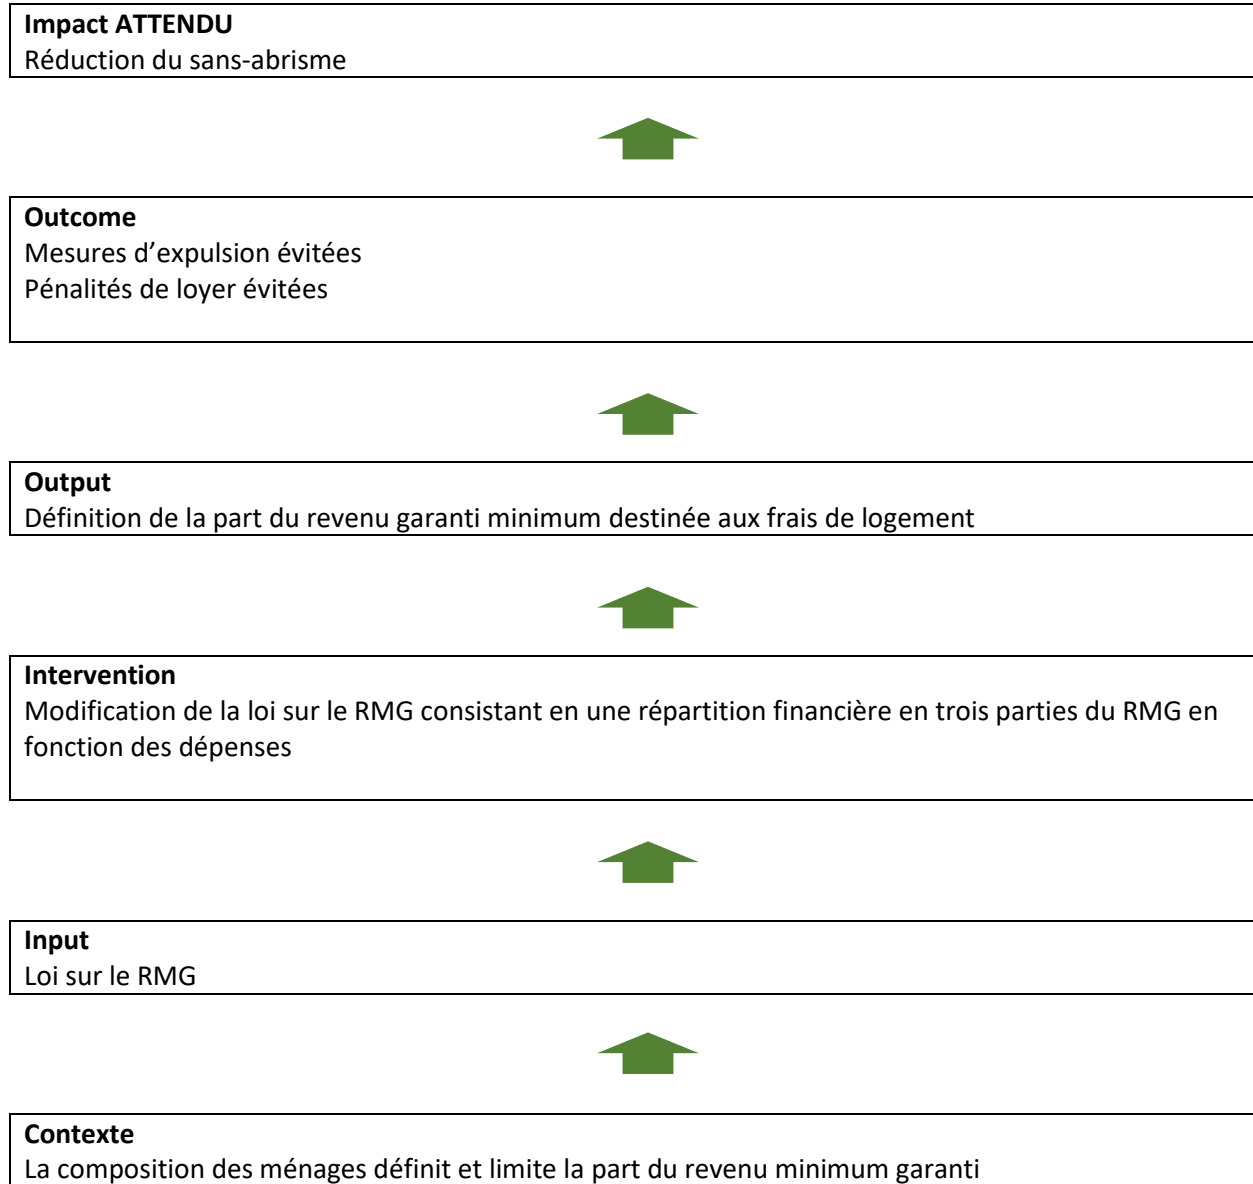 Impact ATTENDU
Réduction du sans-abrisme
Outcome
Mesures d’expulsion évitées
Pénalités de loyer évitées
Output
Définition de la part du revenu garanti minimum destinée aux frais de logement
Intervention
Modification de la loi sur le RMG consistant en une répartition financière en trois parties du RMG en
fonction des dépenses
Input
Loi sur le RMG
Contexte
La composition des ménages définit et limite la part du revenu minimum garanti